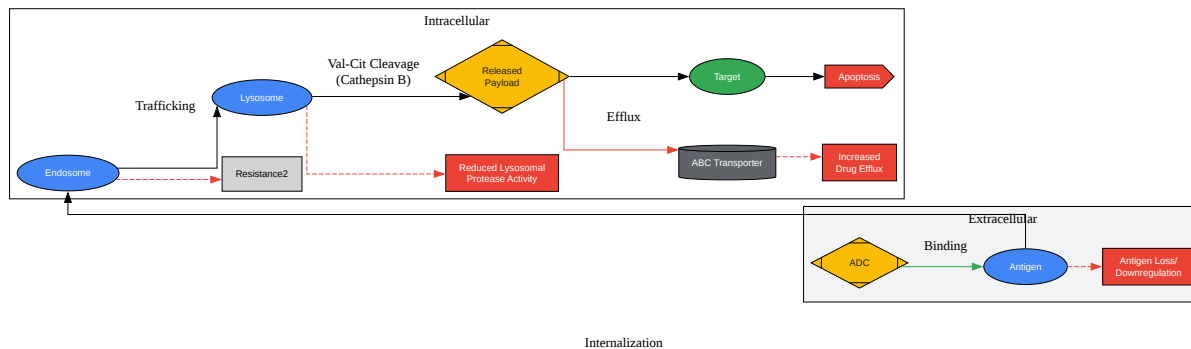 Intracellular
Val-Cit Cleavage
(Cathepsin B)
Released
Payload
Target
Apoptosis
Lysosome
Trafficking
Efflux
Endosome
Resistance2
Reduced Lysosomal
Protease Activity
ABC Transporter
Increased
Drug Efflux
Extracellular
ADC
Binding
Antigen
Antigen Loss/
Downregulation
Internalization